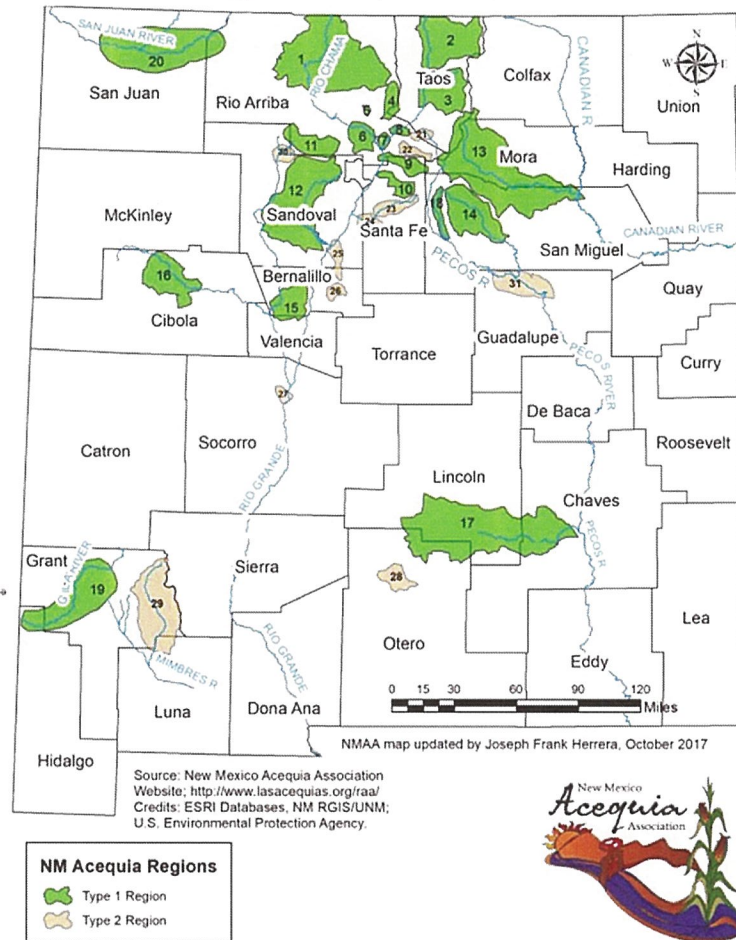 SAN JUAN RIVER
20
San Juan
1
RIO CHAMA
Rio Arriba
2
Taos
3
4
5
Colfax
CANADIAN R
N
W
E
S
Union
6
7
8
21
22
9
11
30
10
12
Sandoval
13
Mora
Harding
McKinley
18
14
23
24
Santa Fe
San Miguel
CANADIAN RIVER
25
Bernalillo
PECOS R
16
26
31
Quay
Cibola
15
Valencia
Torrance
Guadalupe
PECOS RIVER
Curry
27
De Baca
Catron
Socorro
Roosevelt
RIO GRANDE
Lincoln
Chaves
17
PECOS R
Grant
GILA RIVER
19
29
Sierra
28
Lea
MIMBRES R
RIO GRANDE
Otero
Eddy
Luna
Dona Ana
0 15 30 60 90 120
Miles
Hidalgo
NMAA map updated by Joseph Frank Herrera, October 2017
Source: New Mexico Acequia Association
Website; http://www.lasacequias.org/raa/
Credits: ESRI Databases, NM RGIS/UNM;
U.S. Environmental Protection Agency.
New Mexico
Acequia
Association
NM Acequia Regions
Type 1 Region
Type 2 Region